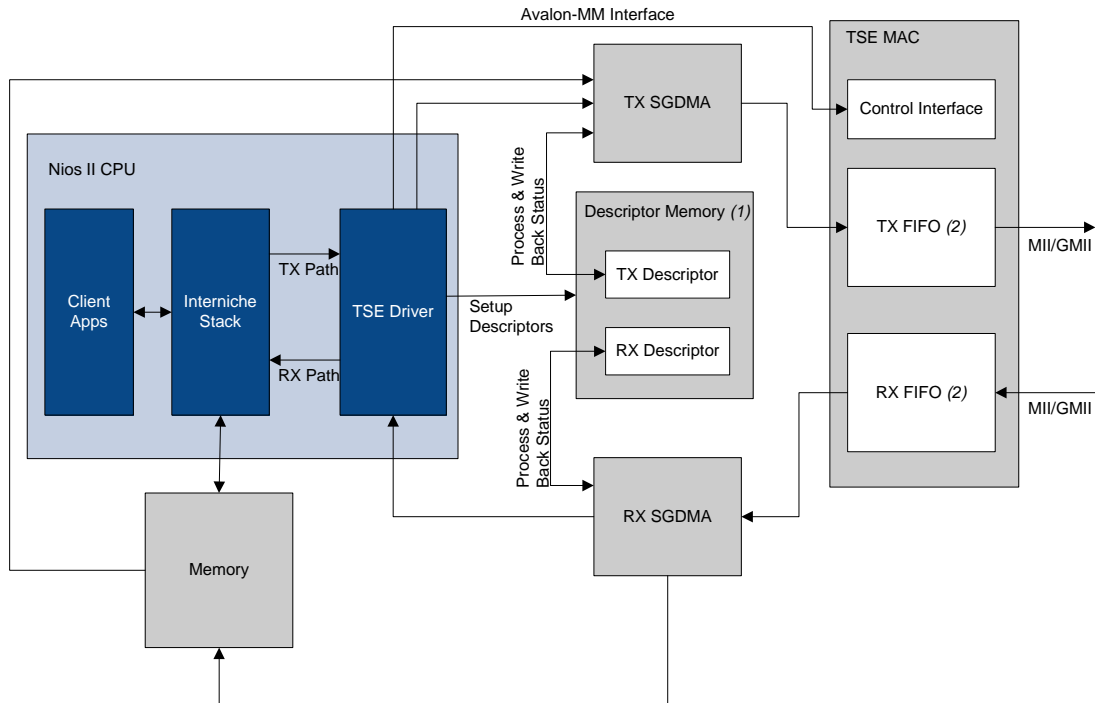 Avalon-MM Interface
TSE MAC
TX SGDMA
Control Interface
Nios II CPU
Process & Write
Back Status
Descriptor Memory (1)
TX FIFO (2)
MII/GMII
TX Path
TX Descriptor
Client
Apps
Interniche
Stack
TSE Driver
Setup
Descriptors
RX Descriptor
RX Path
Process & Write
Back Status
RX FIFO (2)
MII/GMII
RX SGDMA
Memory